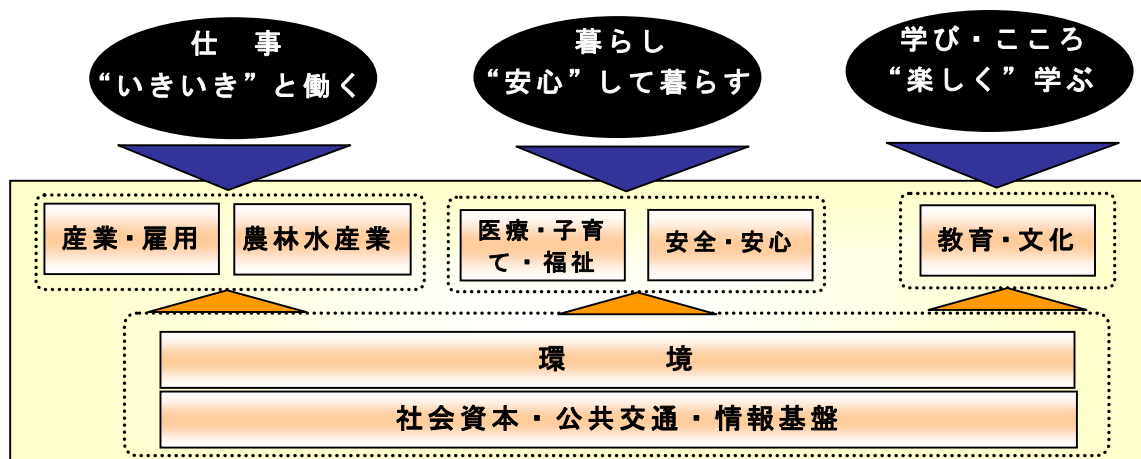 仕　事
“いきいき”と働く
暮らし
“安心”して暮らす
学び・こころ
“楽しく”学ぶ
産業・雇用
農林水産業
医療・子育
て・福祉
安全・安心
教育・文化
環　境
社会資本・公共交通・情報基盤